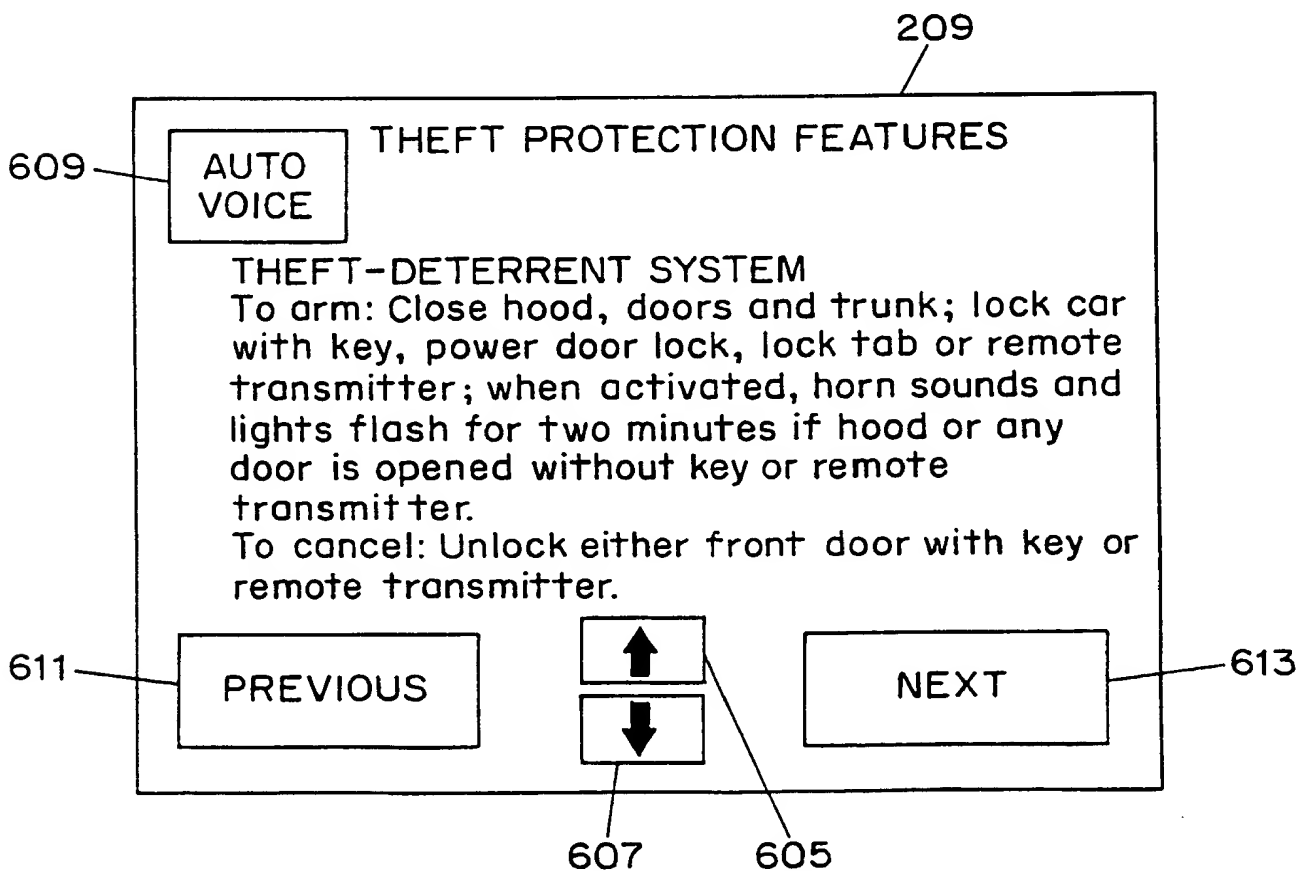 209
THEFT PROTECTION FEATURES
609
AUTO
VOICE
THEFT-DETERRENT SYSTEM
To arm: Close hood, doors and trunk; lock car
with key, power door lock, lock tab or remote
transmitter; when activated, horn sounds and
lights flash for two minutes if hood or any
door is opened without key or remote
transmitter.
To cancel: Unlock either front door with key or
remote transmitter.
611
PREVIOUS
NEXT
613
607
605